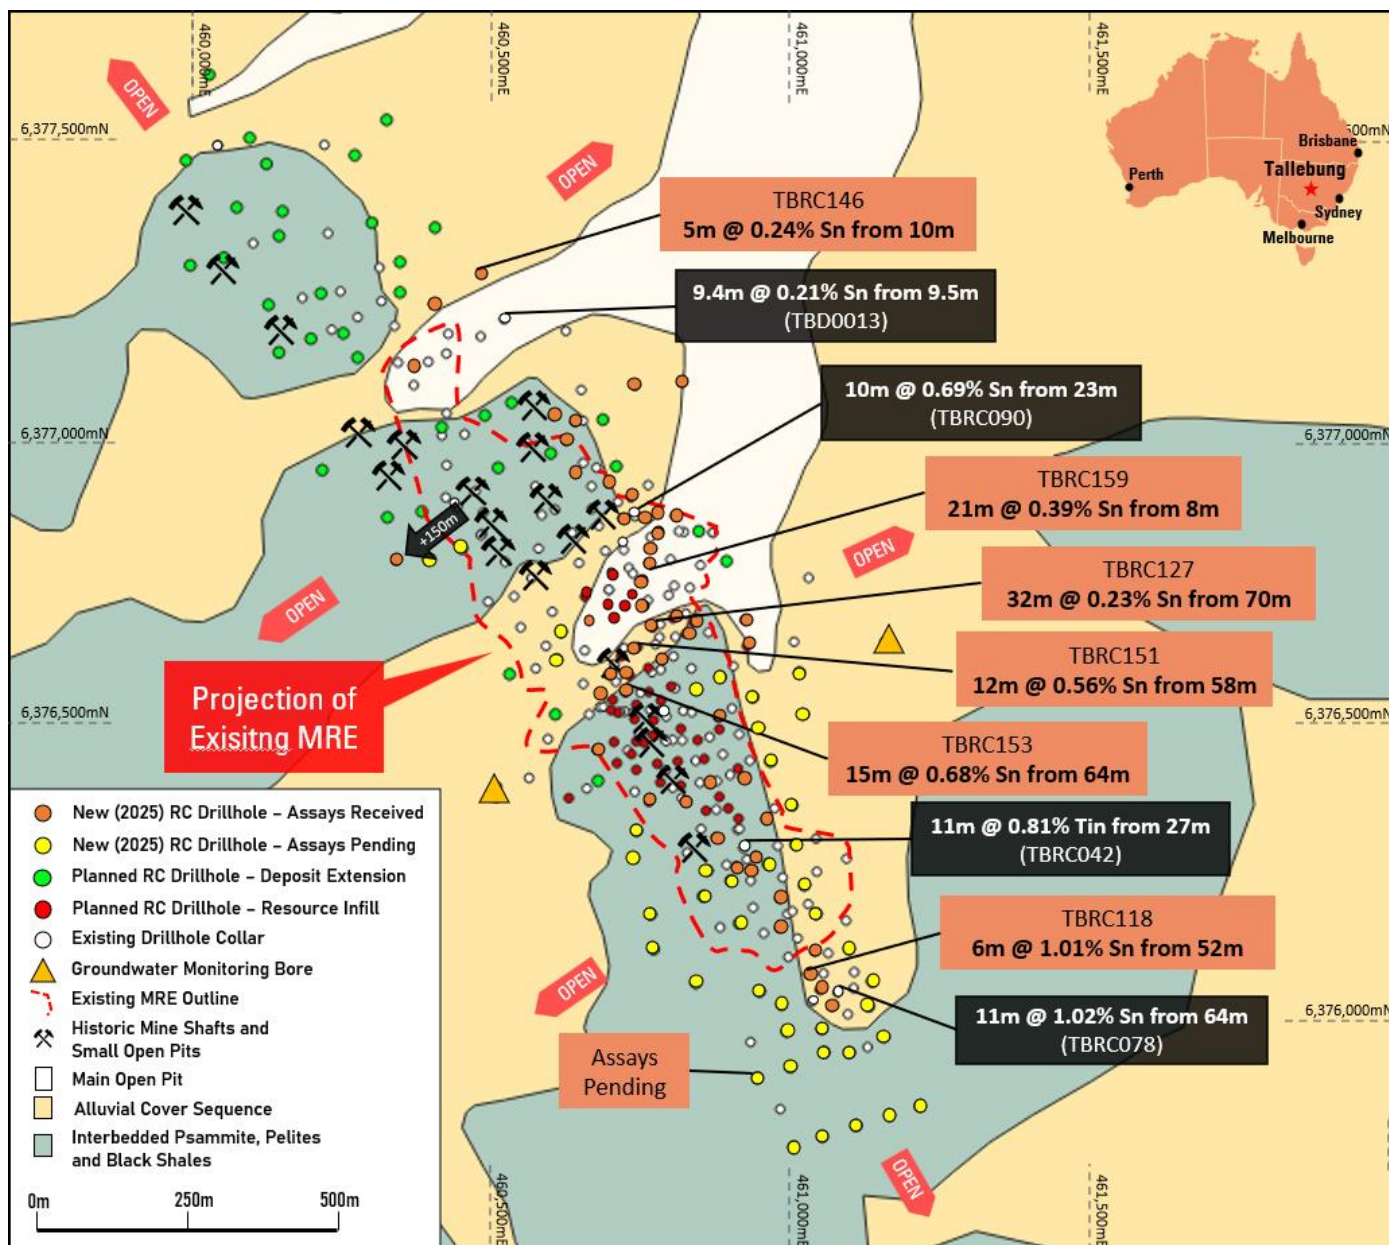 460,000mE
460,500mE
461,000mE
461,500mE
OPEN
6,377,500mN
500mN
OPEN
Brisbane
Tallebung
Perth
Sydney
Melbourne
TBRC146
5m @ 0.24% Sn from 10m
9.4m @ 0.21% Sn from 9.5m
(TBD0013)
10m @ 0.69% Sn from 23m
(TBRC090)
6,377,000mN
6,377,000mN
TBRC159
21m @ 0.39% Sn from 8m
+150m
OPEN
OPEN
TBRC127
32m @ 0.23% Sn from 70m
TBRC151
12m @ 0.56% Sn from 58m
Projection of
Exisitng MRE
6,376,500mN
6,376,500mN
TBRC153
15m @ 0.68% Sn from 64m
11m @ 0.81% Tin from 27m
(TBRC042)
TBRC118
6m @ 1.01% Sn from 52m
OPEN
11m @ 1.02% Sn from 64m
(TBRC078)
6,376,000mN
Assays
Pending
OPEN
460,500mE
461,000mE
461,500mE
New (2025) RC Drillhole – Assays Received
New (2025) RC Drillhole – Assays Pending
Planned RC Drillhole – Deposit Extension
Planned RC Drillhole – Resource Infill
Existing Drillhole Collar
Groundwater Monitoring Bore
Existing MRE Outline
Historic Mine Shafts and
Small Open Pits
Main Open Pit
Alluvial Cover Sequence
Interbedded Psammite, Pelites
and Black Shales
0m
250m
500m